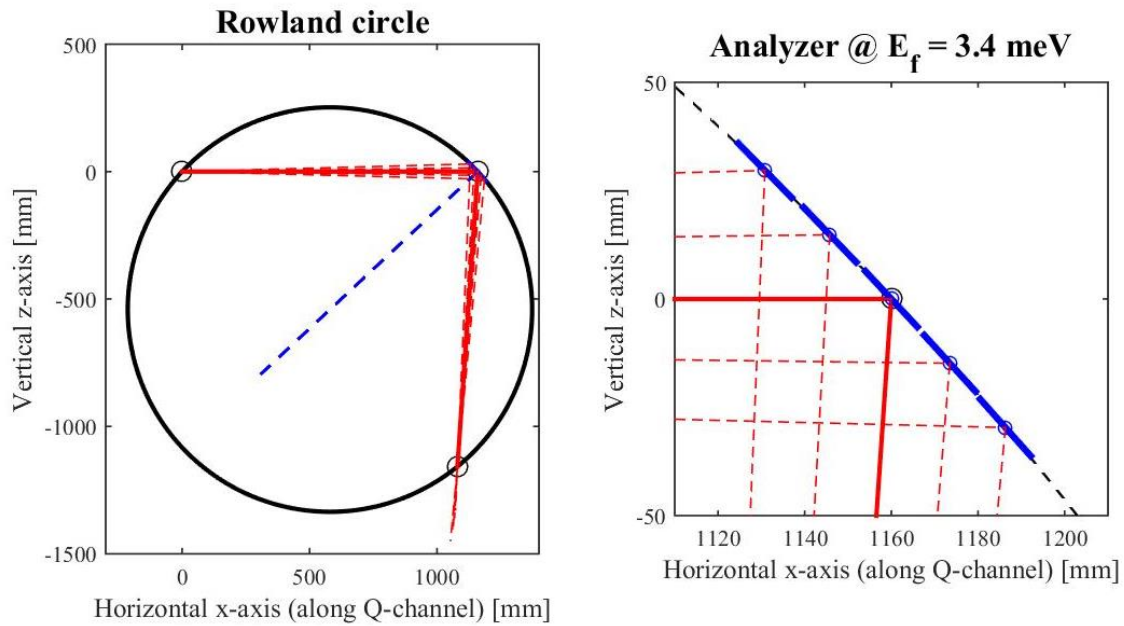 Rowland circle
500
0
-500
-1000
-1500
0
500
1000
Vertical z-axis [mm]
Horizontal x-axis (along Q-channel) [mm]
Analyzer @ E_f = 3.4 meV
50
0
-50
1120
1140
1160
1180
1200
Vertical z-axis [mm]
Horizontal x-axis (along Q-channel) [mm]